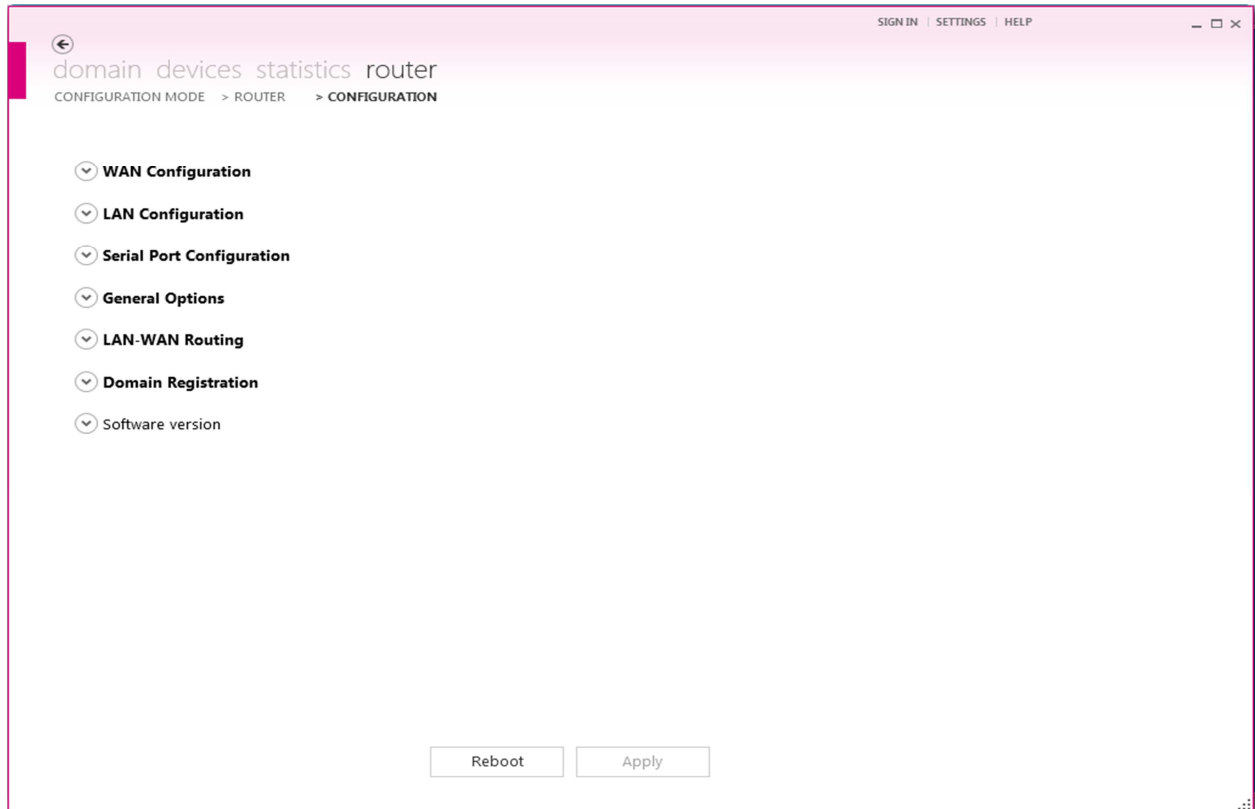 SIGN IN | SETTINGS | HELP
domain devices statistics router
CONFIGURATION MODE > ROUTER > CONFIGURATION
WAN Configuration
LAN Configuration
Serial Port Configuration
General Options
LAN-WAN Routing
Domain Registration
Software version
Reboot Apply